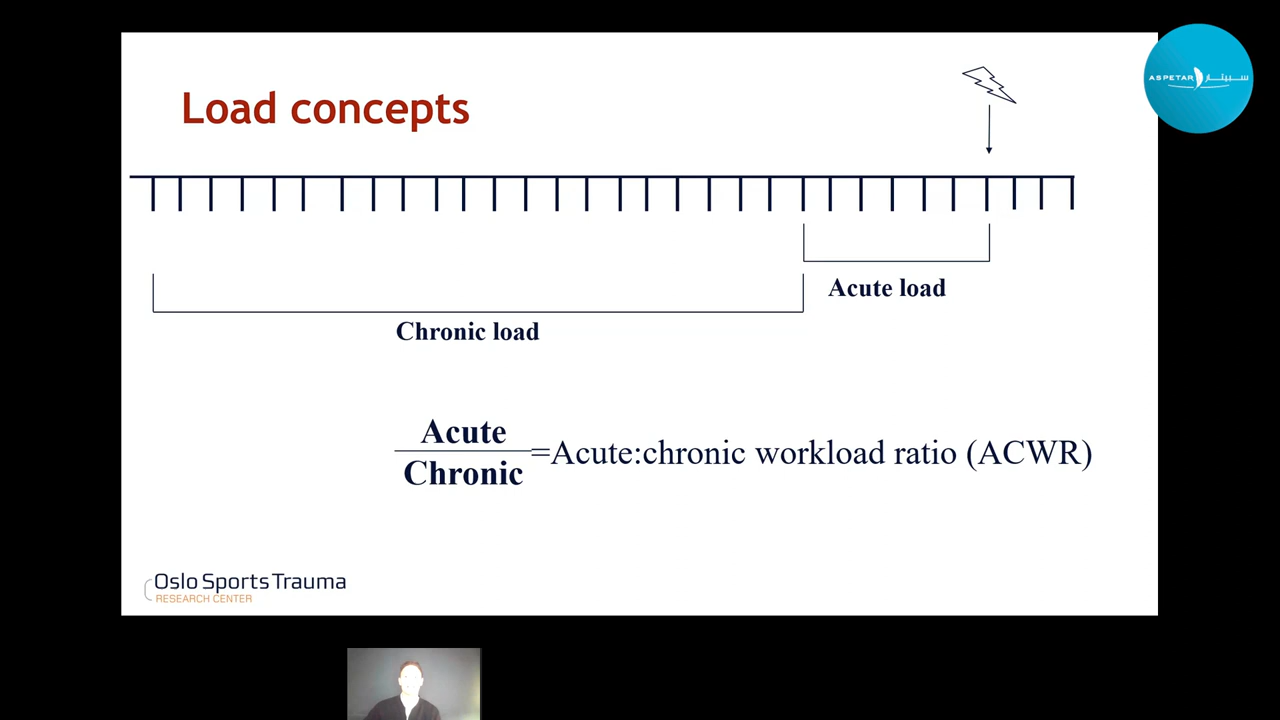 ASPETAR سبيتار
Load concepts
Acute load
Chronic load
Acute
Chronic
=Acute:chronic workload ratio (ACWR)
Oslo Sports Trauma
RESEARCH CENTER